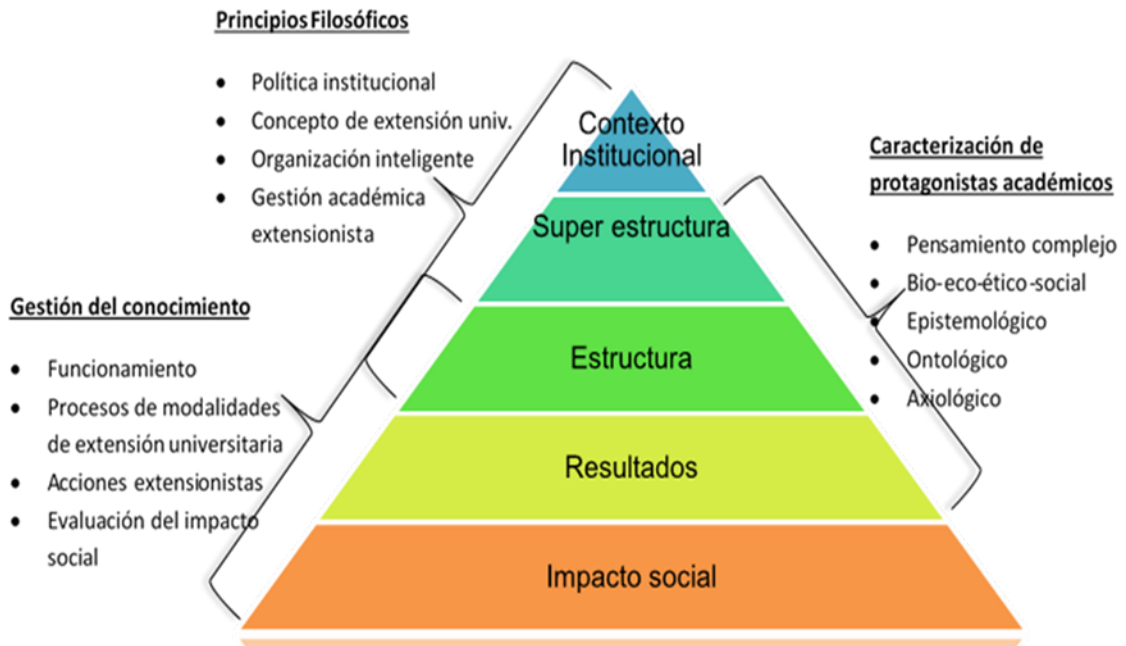 Principios Filosóficos
• Política institucional
• Concepto de extensión univ.
• Organización inteligente
• Gestión académica
extensionista
Gestión del conocimiento
• Funcionamiento
• Procesos de modalidades
de extensión universitaria
• Acciones extensionistas
• Evaluación del impacto
social
Contexto
Institucional
Super estructura
Estructura
Resultados
Impacto social
Caracterización de
protagonistas académicos
• Pensamiento complejo
• Bio-eco-ético-social
• Epistemológico
• Ontológico
• Axiológico